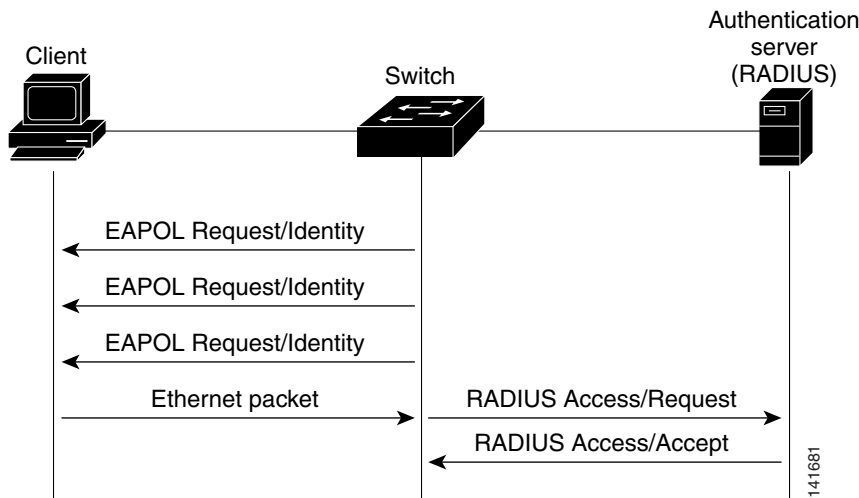 Client
Switch
Authentication
server
(RADIUS)
EAPOL Request/Identity
EAPOL Request/Identity
EAPOL Request/Identity
Ethernet packet
RADIUS Access/Request
RADIUS Access/Accept
141681